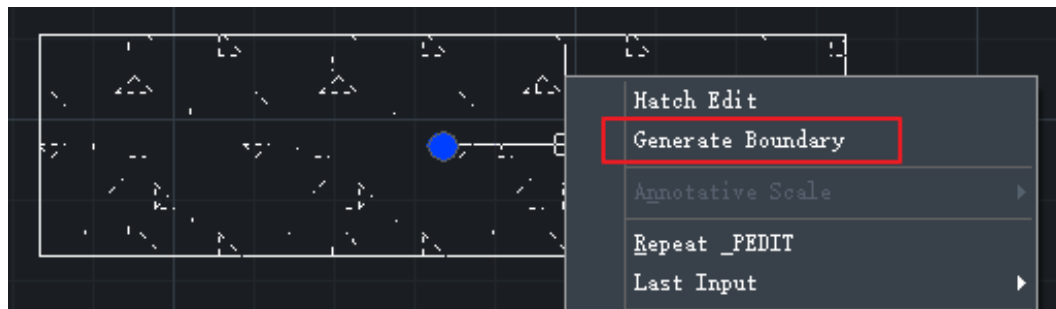 Hatch Edit
Generate Boundary
Annotative Scale
Repeat _PEDIT
Last Input